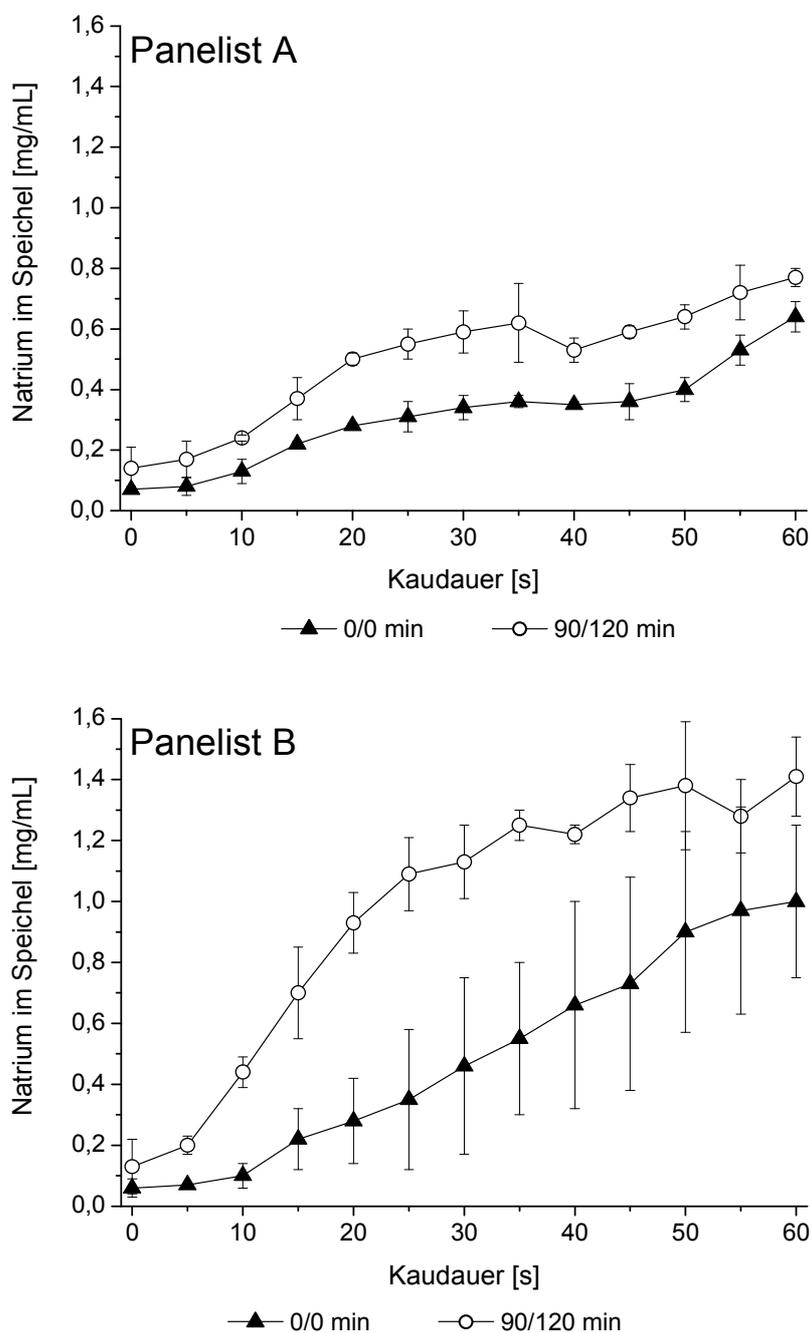 Panelist A
Natrium im Speichel [mg/mL]
1,6
1,4
1,2
1,0
0,8
0,6
0,4
0,2
0,0
0 10 20 30 40 50 60
Kaudauer [s]
0/0 min 90/120 min
Panelist B
Natrium im Speichel [mg/mL]
1,6
1,4
1,2
1,0
0,8
0,6
0,4
0,2
0,0
0 10 20 30 40 50 60
Kaudauer [s]
0/0 min 90/120 min